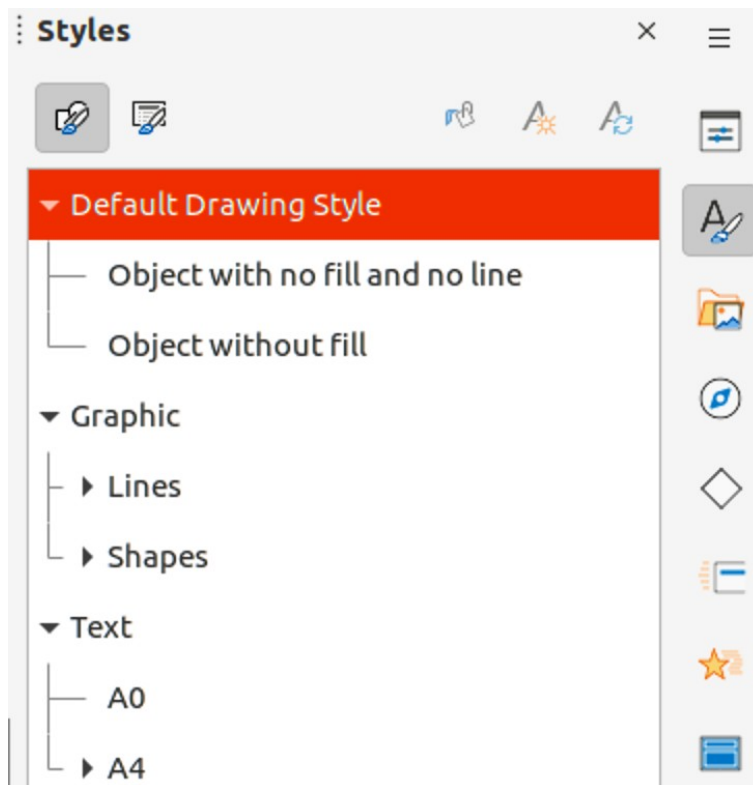 Styles
Default Drawing Style
Object with no fill and no line
Object without fill
Graphic
Lines
Shapes
Text
A0
A4